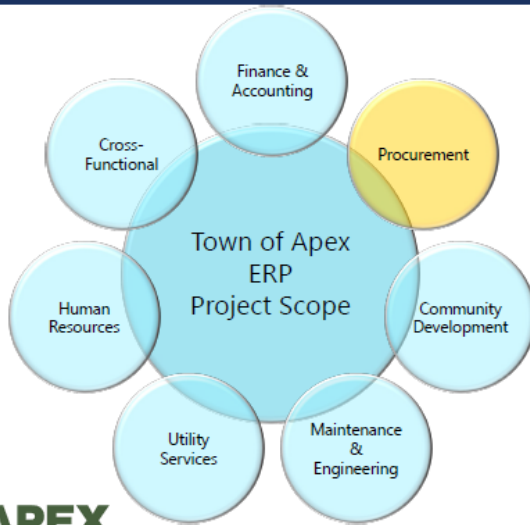 Finance &
Accounting
Procurement
Community
Development
Maintenance
&
Engineering
Utility
Services
Human
Resources
Cross-
Functional
Town of Apex
ERP
Project Scope
APEX